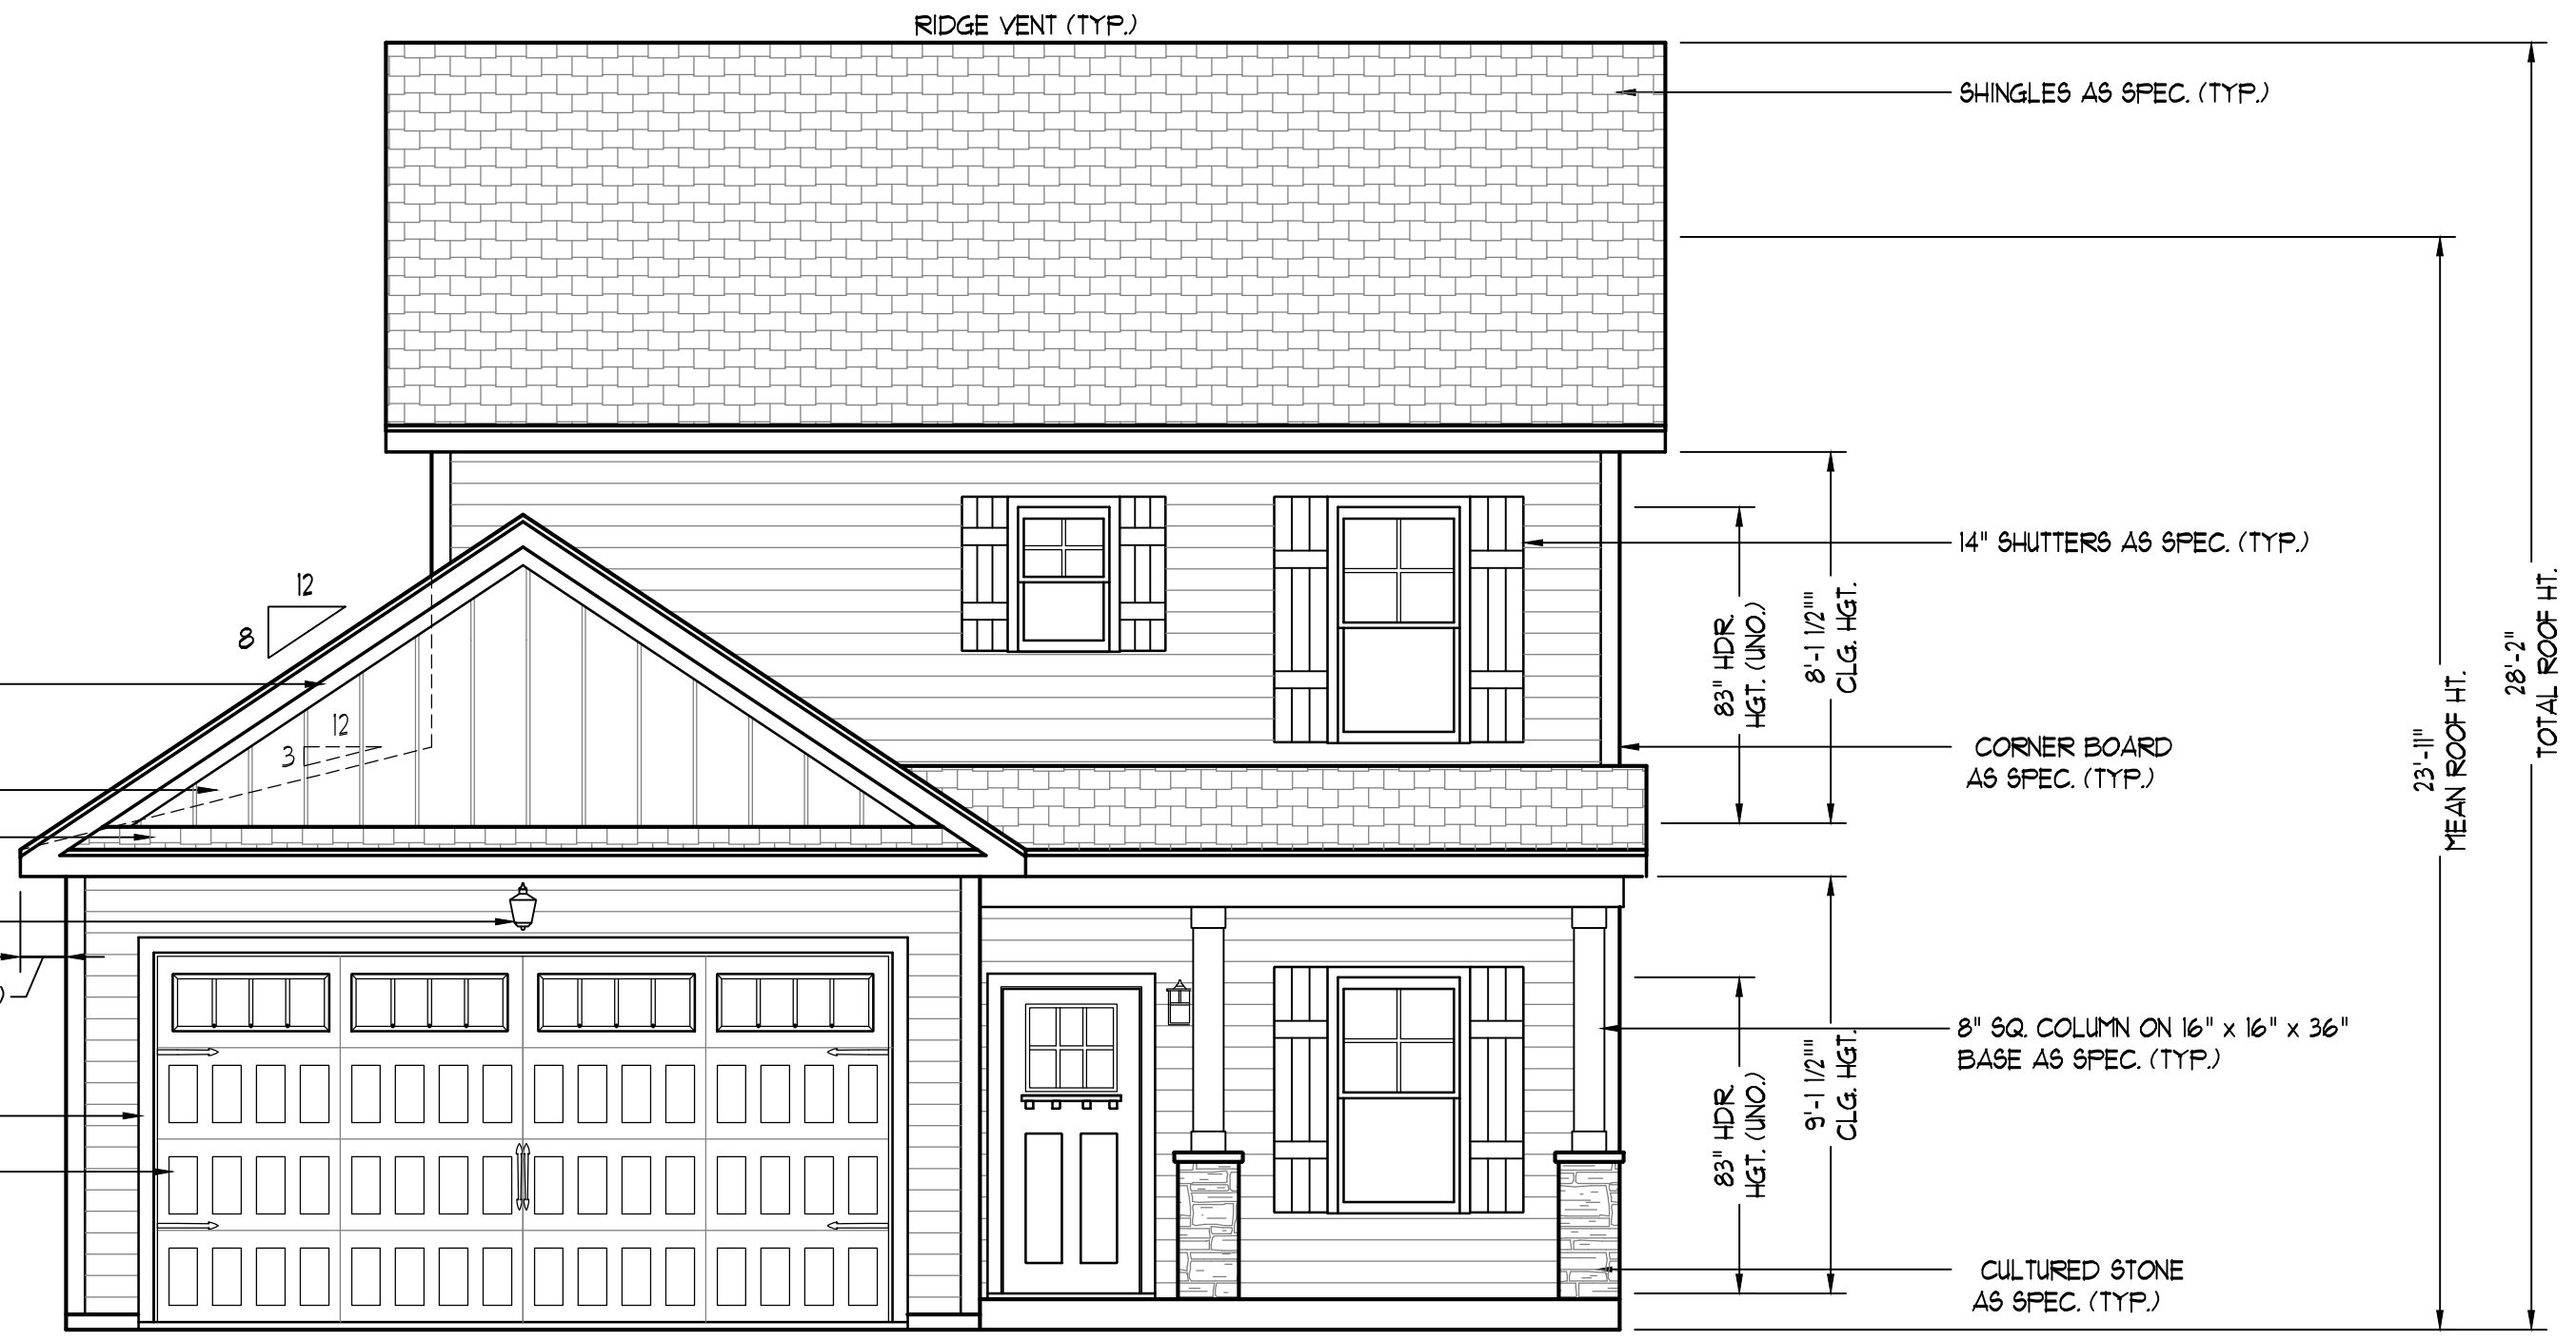 RIDGE VENT (TYP.)
SHINGLES AS SPEC. (TYP.)
14" SHUTTERS AS SPEC. (TYP.)
12
8
12
3
83" HDR.
HGT. (UNO.)
8'-1 1/2""
CLG. HGT.
CORNER BOARD
AS SPEC. (TYP.)
23'-11"
MEAN ROOF HT.
28'-2"
TOTAL ROOF HT.
)
83" HDR.
HGT. (UNO.)
9'-1 1/2""
CLG. HGT.
8" SQ. COLUMN ON 16" x 16" x 36"
BASE AS SPEC. (TYP.)
CULTURED STONE
AS SPEC. (TYP.)